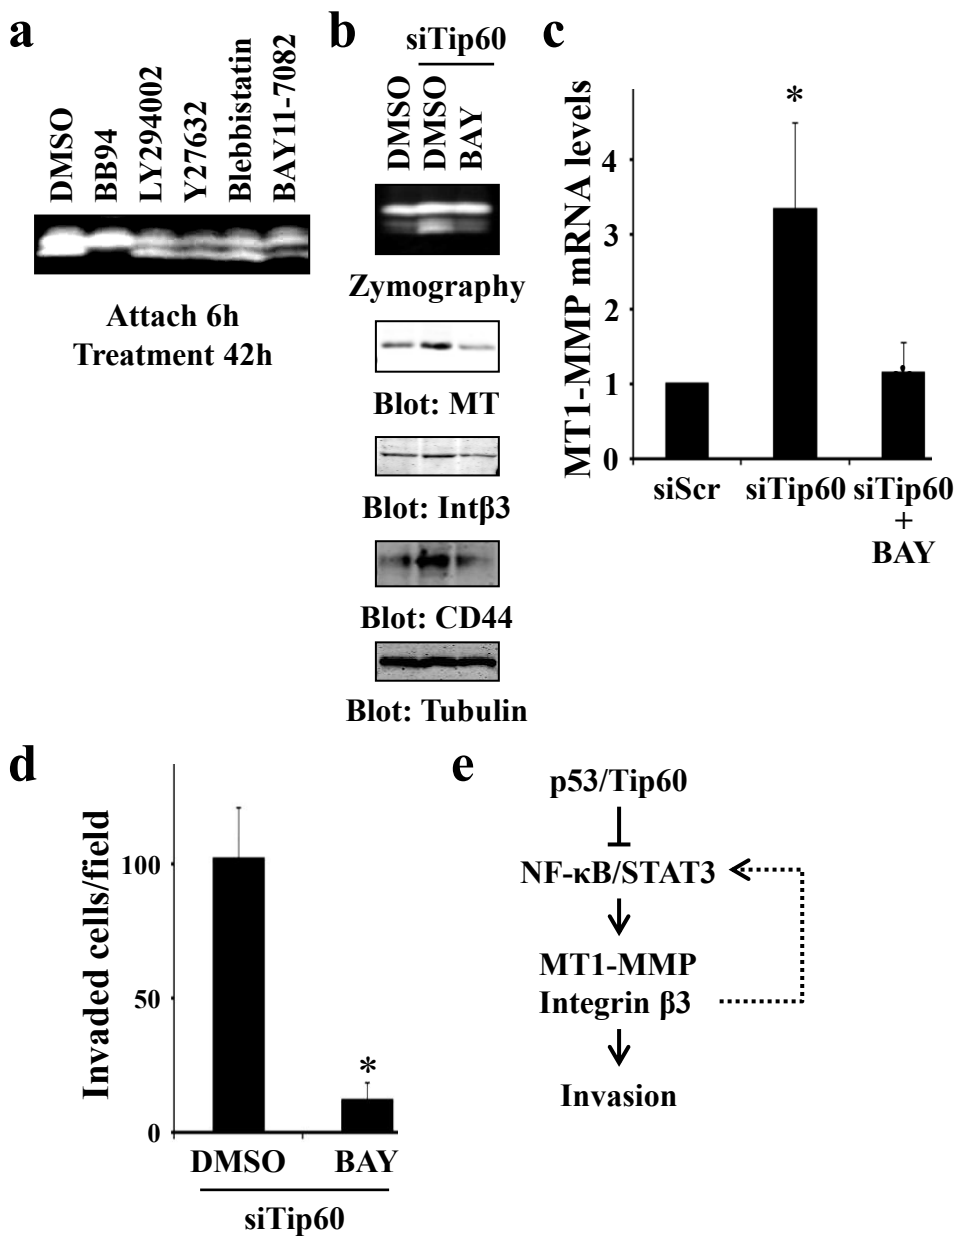 a
DMSO
BB94
LY294002
Y27632
Blebbistatin
BAY11-7082
Attach 6h
Treatment 42h
b
siTip60
DMSO
DMSO
BAY
Zymography
Blot: MT
Blot: Intβ3
Blot: CD44
Blot: Tubulin
c
MT1-MMP mRNA levels
4
3
2
1
0
*
siScr
siTip60
siTip60
+
BAY
d
Invaded cells/field
100
50
0
*
DMSO
BAY
siTip60
e
p53/Tip60
NF-κB/STAT3
MT1-MMP
Integrin β3
Invasion